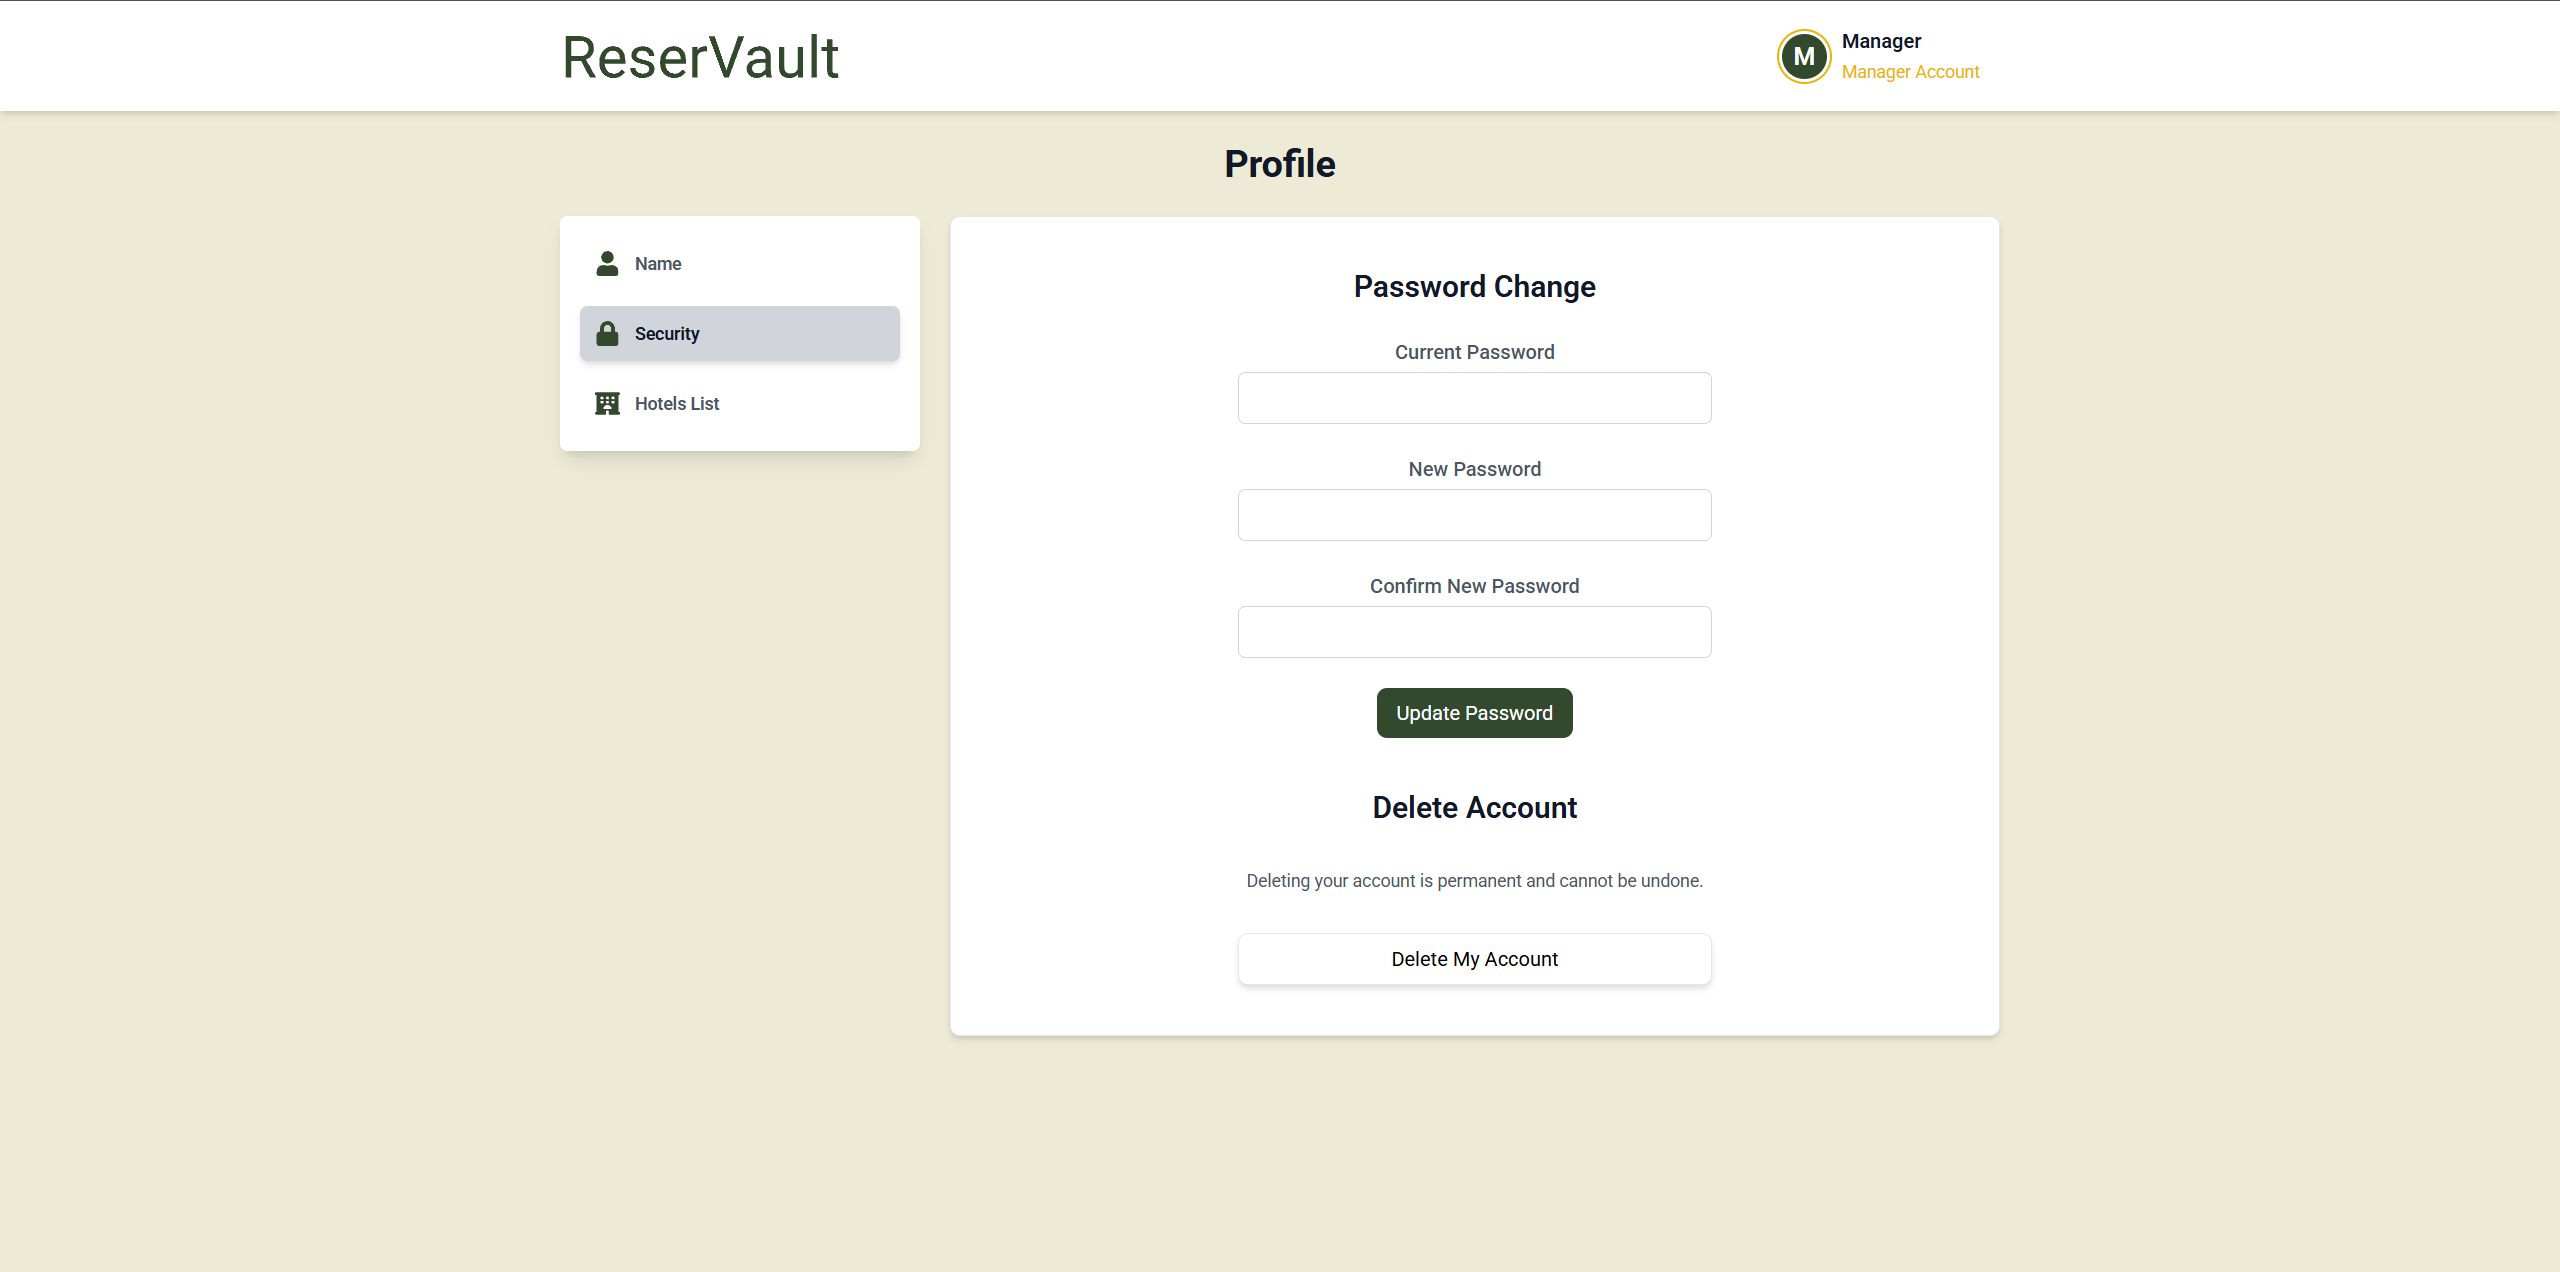 ReserVault
M
Manager
Manager Account
Profile
Name
Security
Hotels List
Password Change
Current Password
New Password
Confirm New Password
Update Password
Delete Account
Deleting your account is permanent and cannot be undone.
Delete My Account